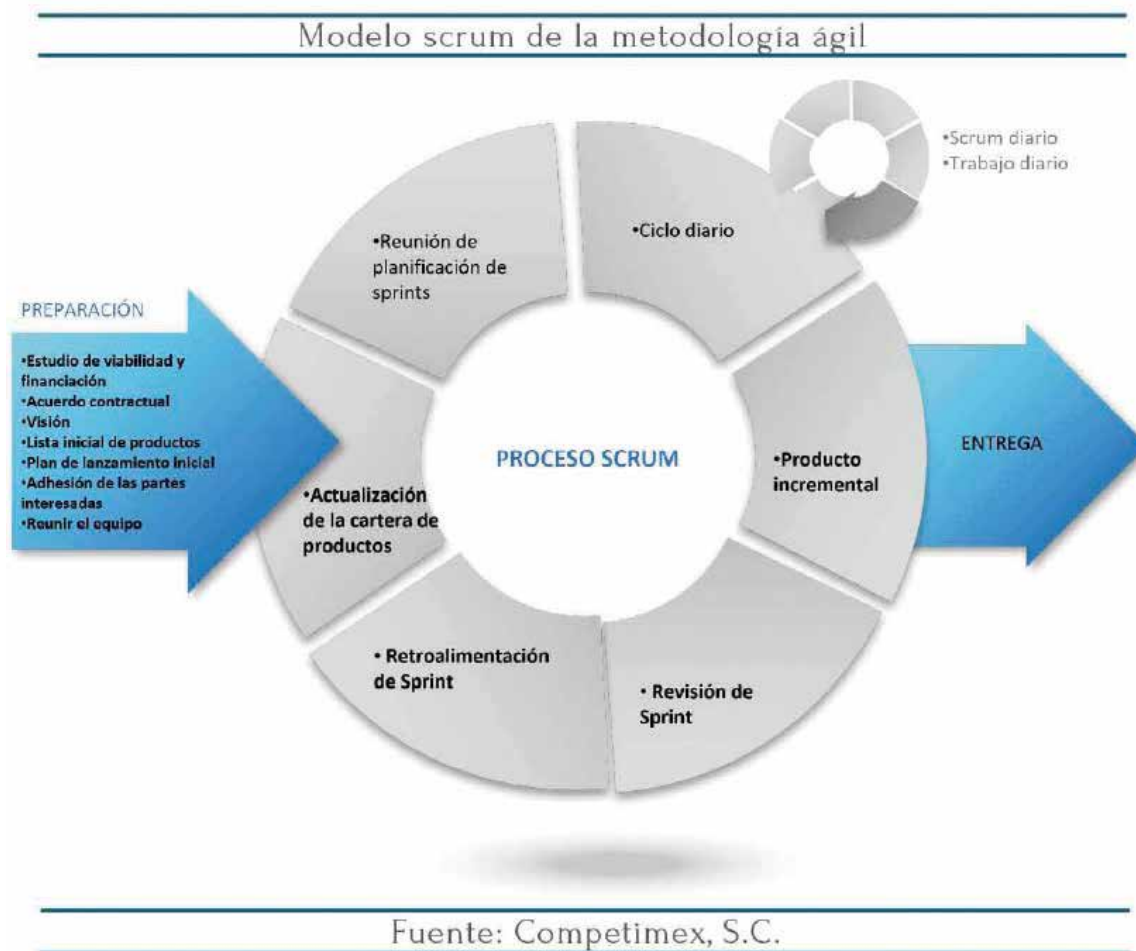 Modelo scrum de la metodología ágil
•Scrum diario
•Trabajo diario
•Ciclo diario
•Reunión de
planificación de
sprints
PREPARACIÓN
•Estudio de viabilidad y
financiación
•Acuerdo contractual
•Visión
•Lista inicial de productos
•Plan de lanzamiento inicial
•Adhesión de las partes
interesadas
•Reunir el equipo
PROCESO SCRUM
•Producto
incremental
ENTREGA
•Actualización
de la cartera de
productos
• Retroalimentación
de Sprint
• Revisión de
Sprint
Fuente: Competimex, S.C.